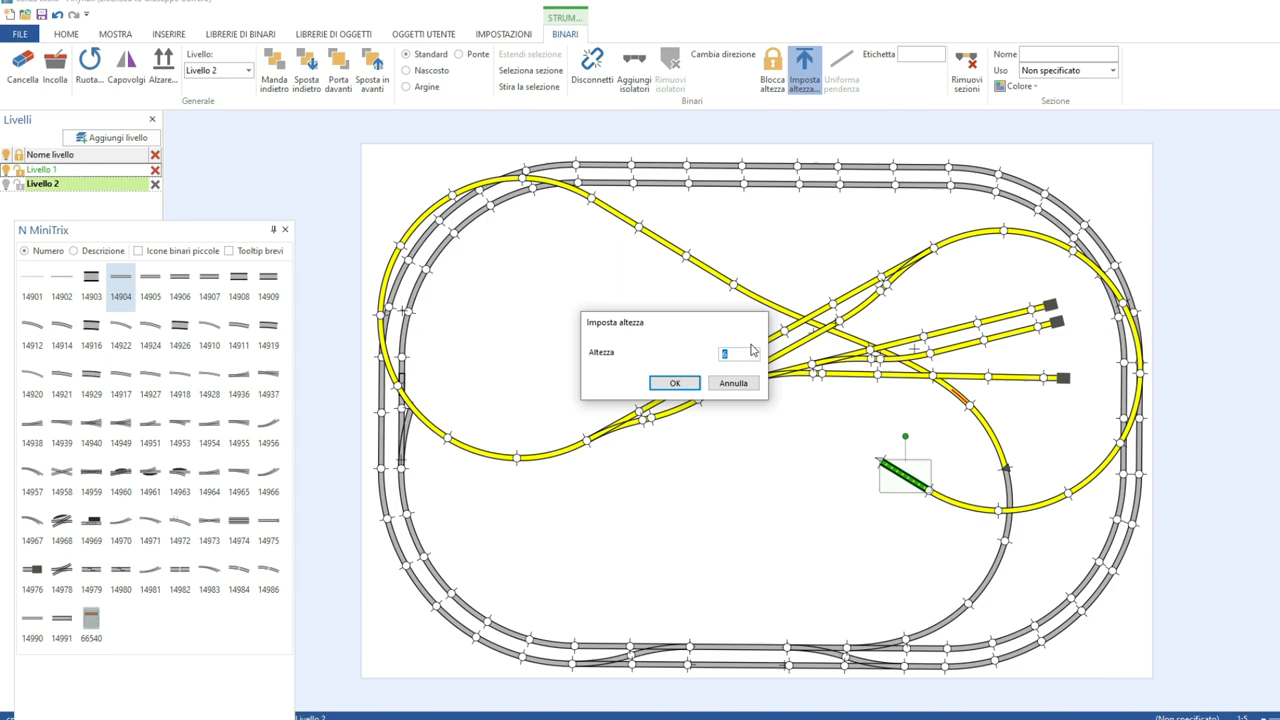 STRUM...
FILE HOME MOSTRA INSERIRE LIBRERIE DI BINARI LIBRERIE DI OGGETTI OGGETTI UTENTE IMPOSTAZIONI BINARI
Cancella Incolla Ruota... Capovolgi Alzare...
Livello:
Livello 2
Generale
Manda indietro
Sposta indietro
Porta davanti
Sposta in avanti
Standard Ponte
Nascosto
Argine
Estendi selezione
Seleziona sezione
Stira la selezione
Disconnetti
Aggiungi isolatori
Rimuovi isolatori
Cambia direzione
Blocca altezza
Imposta altezza...
Uniforma pendenza
Etichetta
Binari
Rimuovi sezioni
Nome
Uso Non specificato
Colore
Sezione
Livelli
Aggiungi livello
Nome livello
Livello 1
Livello 2
N MiniTrix
Numero Descrizione Icone binari piccole Tooltip brevi
14901 14902 14903 14904 14905 14906 14907 14908 14909
14912 14914 14916 14922 14924 14926 14910 14911 14919
14920 14921 14929 14927 14917 14918 14928 14936 14937
14938 14939 14940 14949 14951 14953 14954 14955 14956
14957 14958 14959 14960 14961 14963 14964 14965 14966
14967 14968 14969 14970 14971 14972 14973 14974 14975
14976 14978 14979 14980 14981 14982 14983 14984 14986
14990 14991 66540
Imposta altezza
Altezza
OK Annulla
Livello 2
(Non specificato)
1:5